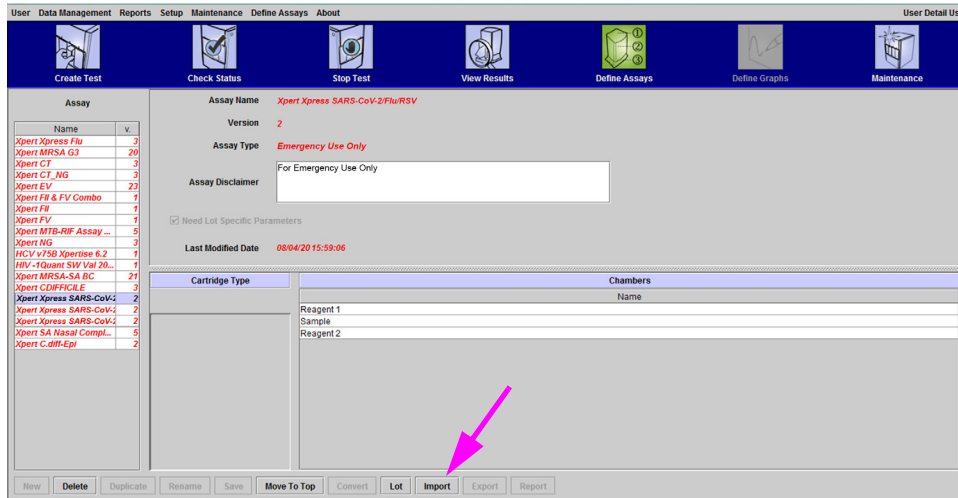 User Data Management Reports Setup Maintenance Define Assays About User Detail Us
Create Test Check Status Stop Test View Results Define Assays Define Graphs Maintenance
1
2
3
Assay
Name v.
Xpert Xpress Flu 3
Xpert MRSA G3 20
Xpert CT 3
Xpert CT_NG 3
Xpert EV 23
Xpert FII & FV Combo 1
Xpert FII 1
Xpert FV 1
Xpert MTB-RIF Assay ... 5
Xpert NG 3
HCV v75B Xpertise 6.2 1
HIV -1Quant SW Val 20... 1
Xpert MRSA-SA BC 21
Xpert CDIFFICILE 3
Xpert Xpress SARS-CoV-2 2
Xpert Xpress SARS-CoV-2 2
Xpert Xpress SARS-CoV-2 2
Xpert SA Nasal Compl... 5
Xpert C.diff-Epi 2
Assay Name Xpert Xpress SARS-CoV-2/Flu/RSV
Version 2
Assay Type Emergency Use Only
Assay Disclaimer For Emergency Use Only
Need Lot Specific Parameters
Last Modified Date 08/04/20 15:59:06
Cartridge Type
Chambers
Name
Reagent 1
Sample
Reagent 2
New Delete Duplicate Rename Save Move To Top Convert Lot Import Export Report